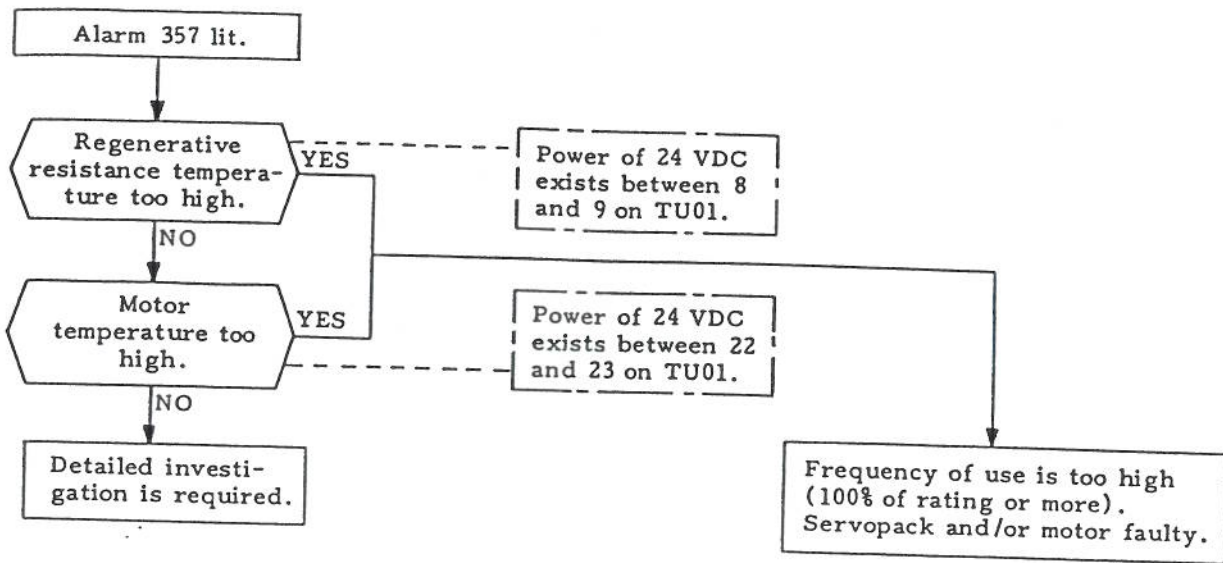 Alarm 357 lit.
Regenerative
resistance tempera-
ture too high.
YES
Power of 24 VDC
exists between 8
and 9 on TU01.
NO
Motor
temperature too
high.
YES
Power of 24 VDC
exists between 22
and 23 on TU01.
NO
Detailed investi-
gation is required.
Frequency of use is too high
(100% of rating or more).
Servopack and/or motor faulty.